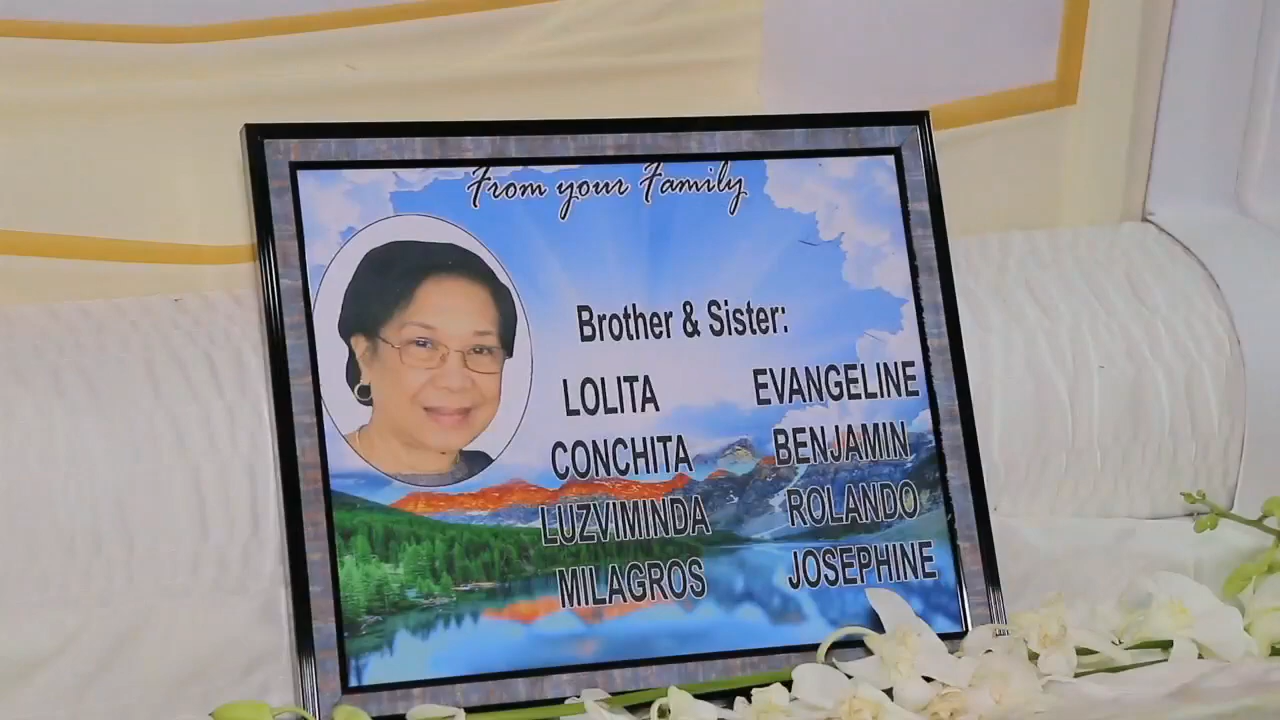 From your Family
Brother & Sister:
LOLITA EVANGELINE
CONCHITA BENJAMIN
LUZVIMINDA ROLANDO
MILAGROS JOSEPHINE